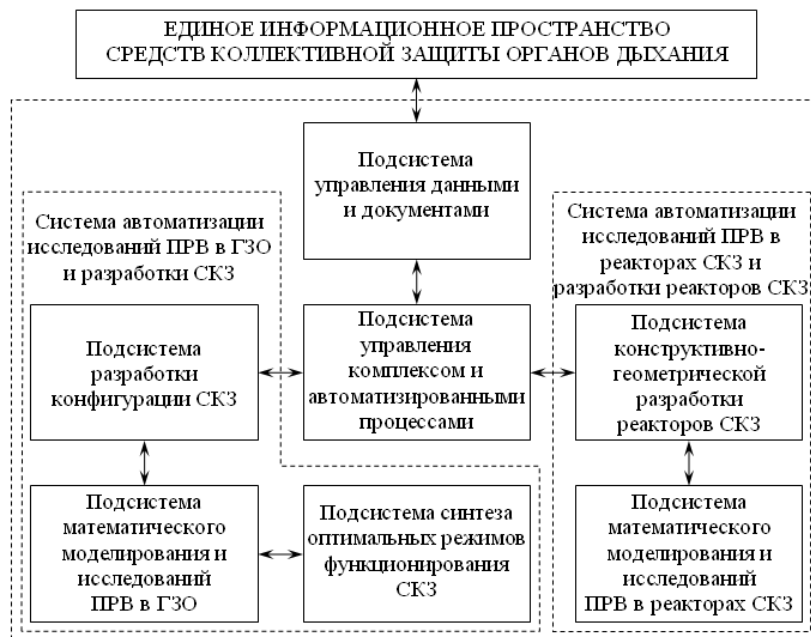 ЕДИНОЕ ИНФОРМАЦИОННОЕ ПРОСТРАНСТВО
СРЕДСТВ КОЛЛЕКТИВНОЙ ЗАЩИТЫ ОРГАНОВ ДЫХАНИЯ
Подсистема
управления данными
и документами
Система автоматизации
исследований ПРВ в ГЗО
и разработки СКЗ
Система автоматизации
исследований ПРВ в
реакторах СКЗ и
разработки реакторов СКЗ
Подсистема
разработки
конфигурации СКЗ
Подсистема
управления
комплексом и
автоматизированными
процессами
Подсистема
конструктивно-
геометрической
разработки
реакторов СКЗ
Подсистема
математического
моделирования и
исследований
ПРВ в ГЗО
Подсистема синтеза
оптимальных режимов
функционирования
СКЗ
Подсистема
математического
моделирования и
исследований
ПРВ в реакторах СКЗ